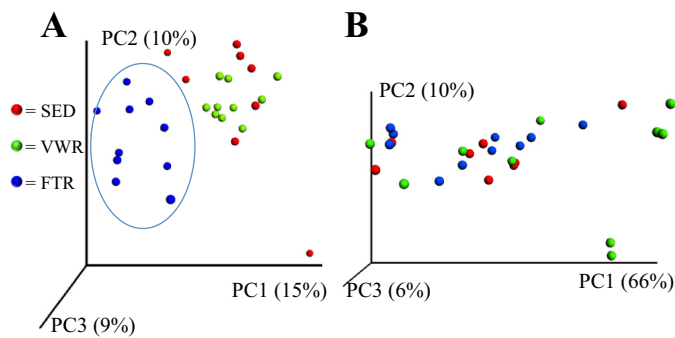 A
PC2 (10%)
= SED
= VWR
= FTR
PC1 (15%)
PC3 (9%)
B
PC2 (10%)
PC1 (66%)
PC3 (6%)